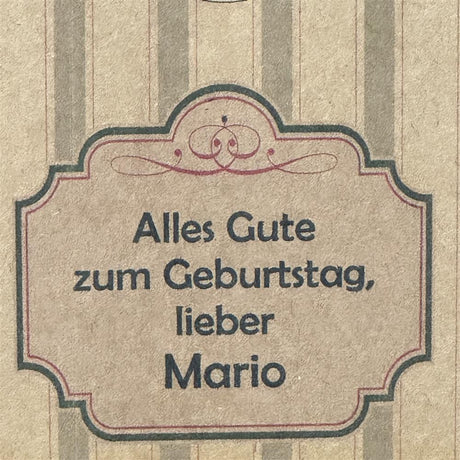 Alles Gute
zum Geburtstag,
lieber
Mario